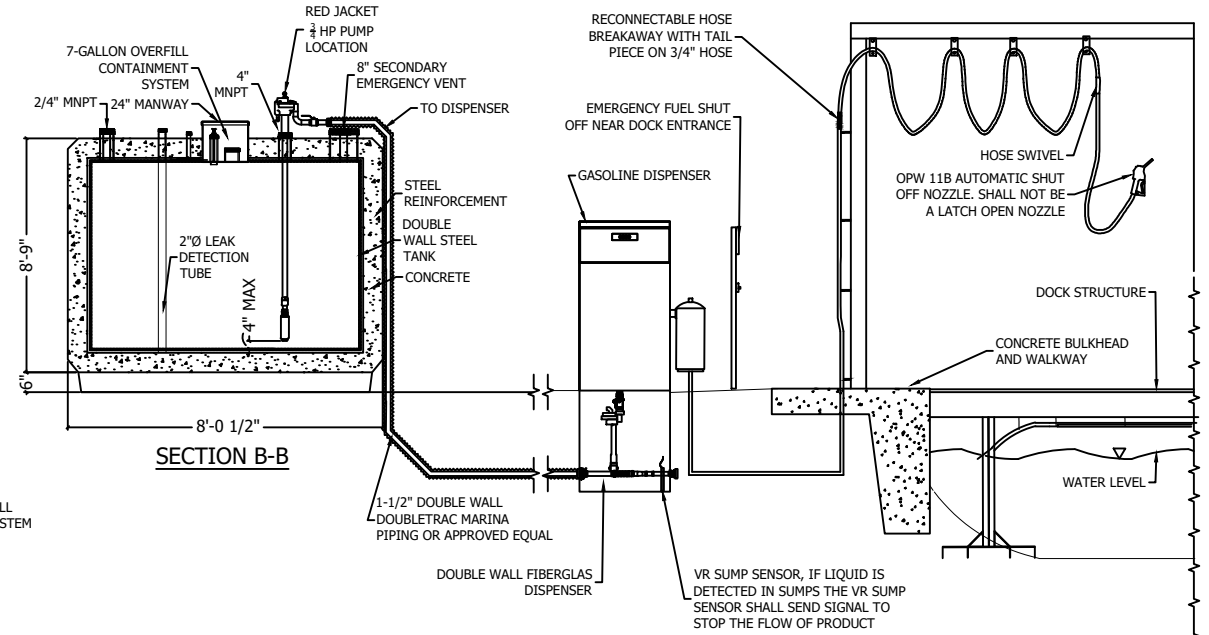 RED JACKET
3/4 HP PUMP
LOCATION
7-GALLON OVERFILL
CONTAINMENT
SYSTEM
4"
MNPT
8" SECONDARY
EMERGENCY VENT
2/4" MNPT
24" MANWAY
TO DISPENSER
STEEL
REINFORCEMENT
DOUBLE
WALL STEEL
TANK
CONCRETE
2"Ø LEAK
DETECTION
TUBE
4" MAX
8'-9"
6"
8'-0 1/2"
SECTION B-B
LL
STEM
1-1/2" DOUBLE WALL
DOUBLETRAC MARINA
PIPING OR APPROVED EQUAL
RECONNECTABLE HOSE
BREAKAWAY WITH TAIL
PIECE ON 3/4" HOSE
EMERGENCY FUEL SHUT
OFF NEAR DOCK ENTRANCE
GASOLINE DISPENSER
HOSE SWIVEL
OPW 11B AUTOMATIC SHUT
OFF NOZZLE. SHALL NOT BE
A LATCH OPEN NOZZLE
DOCK STRUCTURE
CONCRETE BULKHEAD
AND WALKWAY
WATER LEVEL
DOUBLE WALL FIBERGLAS
DISPENSER
VR SUMP SENSOR, IF LIQUID IS
DETECTED IN SUMPS THE VR SUMP
SENSOR SHALL SEND SIGNAL TO
STOP THE FLOW OF PRODUCT